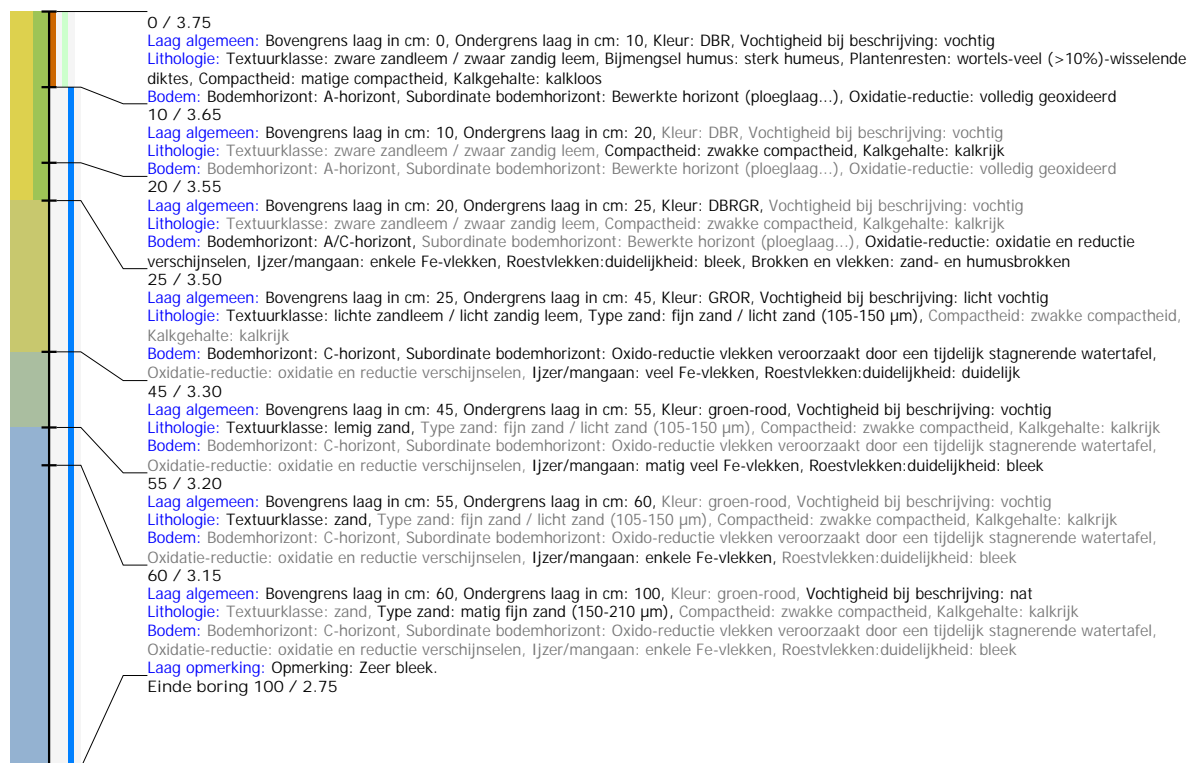 0 / 3.75
Laag algemeen: Bovengrens laag in cm: 0, Ondergrens laag in cm: 10, Kleur: DBR, Vochtigheid bij beschrijving: vochtig
Lithologie: Textuurklasse: zware zandleem / zwaar zandig leem, Bijmengsel humus: sterk humeus, Plantenresten: wortels-veel (>10%)-wisselende
diktes, Compactheid: matige compactheid, Kalkgehalte: kalkloos
Bodem: Bodemhorizont: A-horizont, Subordinate bodemhorizont: Bewerkte horizont (ploeglaag...), Oxidatie-reductie: volledig geoxideerd
10 / 3.65
Laag algemeen: Bovengrens laag in cm: 10, Ondergrens laag in cm: 20, Kleur: DBR, Vochtigheid bij beschrijving: vochtig
Lithologie: Textuurklasse: zware zandleem / zwaar zandig leem, Compactheid: zwakke compactheid, Kalkgehalte: kalkrijk
Bodem: Bodemhorizont: A-horizont, Subordinate bodemhorizont: Bewerkte horizont (ploeglaag...), Oxidatie-reductie: volledig geoxideerd
20 / 3.55
Laag algemeen: Bovengrens laag in cm: 20, Ondergrens laag in cm: 25, Kleur: DBRGR, Vochtigheid bij beschrijving: vochtig
Lithologie: Textuurklasse: zware zandleem / zwaar zandig leem, Compactheid: zwakke compactheid, Kalkgehalte: kalkrijk
Bodem: Bodemhorizont: A/C-horizont, Subordinate bodemhorizont: Bewerkte horizont (ploeglaag...), Oxidatie-reductie: oxidatie en reductie
verschijnselen, Ijzer/mangaan: enkele Fe-vlekken, Roestvlekken:duidelijkheid: bleek, Brokken en vlekken: zand- en humusbrokken
25 / 3.50
Laag algemeen: Bovengrens laag in cm: 25, Ondergrens laag in cm: 45, Kleur: GROR, Vochtigheid bij beschrijving: licht vochtig
Lithologie: Textuurklasse: lichte zandleem / licht zandig leem, Type zand: fijn zand / licht zand (105-150 µm), Compactheid: zwakke compactheid,
Kalkgehalte: kalkrijk
Bodem: Bodemhorizont: C-horizont, Subordinate bodemhorizont: Oxido-reductie vlekken veroorzaakt door een tijdelijk stagnerende watertafel,
Oxidatie-reductie: oxidatie en reductie verschijnselen, Ijzer/mangaan: veel Fe-vlekken, Roestvlekken:duidelijkheid: duidelijk
45 / 3.30
Laag algemeen: Bovengrens laag in cm: 45, Ondergrens laag in cm: 55, Kleur: groen-rood, Vochtigheid bij beschrijving: vochtig
Lithologie: Textuurklasse: lemig zand, Type zand: fijn zand / licht zand (105-150 µm), Compactheid: zwakke compactheid, Kalkgehalte: kalkrijk
Bodem: Bodemhorizont: C-horizont, Subordinate bodemhorizont: Oxido-reductie vlekken veroorzaakt door een tijdelijk stagnerende watertafel,
Oxidatie-reductie: oxidatie en reductie verschijnselen, Ijzer/mangaan: matig veel Fe-vlekken, Roestvlekken:duidelijkheid: bleek
55 / 3.20
Laag algemeen: Bovengrens laag in cm: 55, Ondergrens laag in cm: 60, Kleur: groen-rood, Vochtigheid bij beschrijving: vochtig
Lithologie: Textuurklasse: zand, Type zand: fijn zand / licht zand (105-150 µm), Compactheid: zwakke compactheid, Kalkgehalte: kalkrijk
Bodem: Bodemhorizont: C-horizont, Subordinate bodemhorizont: Oxido-reductie vlekken veroorzaakt door een tijdelijk stagnerende watertafel,
Oxidatie-reductie: oxidatie en reductie verschijnselen, Ijzer/mangaan: enkele Fe-vlekken, Roestvlekken:duidelijkheid: bleek
60 / 3.15
Laag algemeen: Bovengrens laag in cm: 60, Ondergrens laag in cm: 100, Kleur: groen-rood, Vochtigheid bij beschrijving: nat
Lithologie: Textuurklasse: zand, Type zand: matig fijn zand (150-210 µm), Compactheid: zwakke compactheid, Kalkgehalte: kalkrijk
Bodem: Bodemhorizont: C-horizont, Subordinate bodemhorizont: Oxido-reductie vlekken veroorzaakt door een tijdelijk stagnerende watertafel,
Oxidatie-reductie: oxidatie en reductie verschijnselen, Ijzer/mangaan: enkele Fe-vlekken, Roestvlekken:duidelijkheid: bleek
Laag opmerking: Opmerking: Zeer bleek.
Einde boring 100 / 2.75